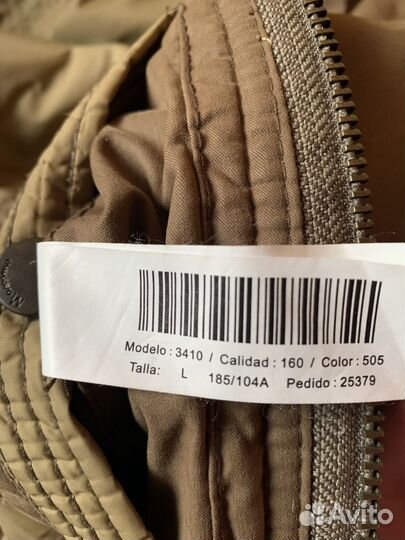 Modelo : 3410 / Calidad : 160 / Color : 505
Talla: L 185/104A Pedido : 25379
Avito